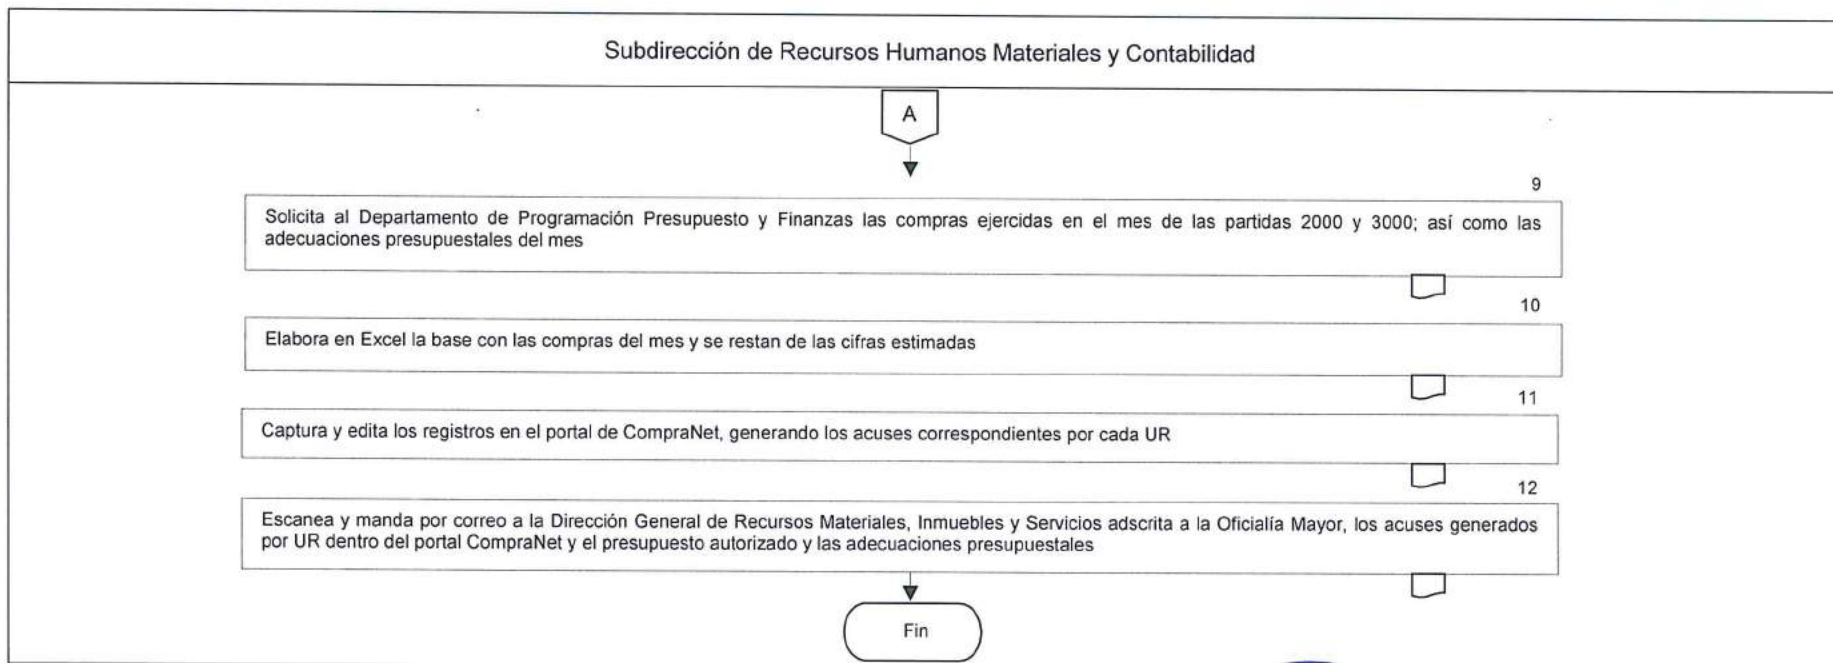 Subdirección de Recursos Humanos Materiales y Contabilidad
A
9
Solicita al Departamento de Programación Presupuesto y Finanzas las compras ejercidas en el mes de las partidas 2000 y 3000; así como las
adecuaciones presupuestales del mes
10
Elabora en Excel la base con las compras del mes y se restan de las cifras estimadas
11
Captura y edita los registros en el portal de CompraNet, generando los acuses correspondientes por cada UR
12
Escanea y manda por correo a la Dirección General de Recursos Materiales, Inmuebles y Servicios adscrita a la Oficialía Mayor, los acuses generados
por UR dentro del portal CompraNet y el presupuesto autorizado y las adecuaciones presupuestales
Fin